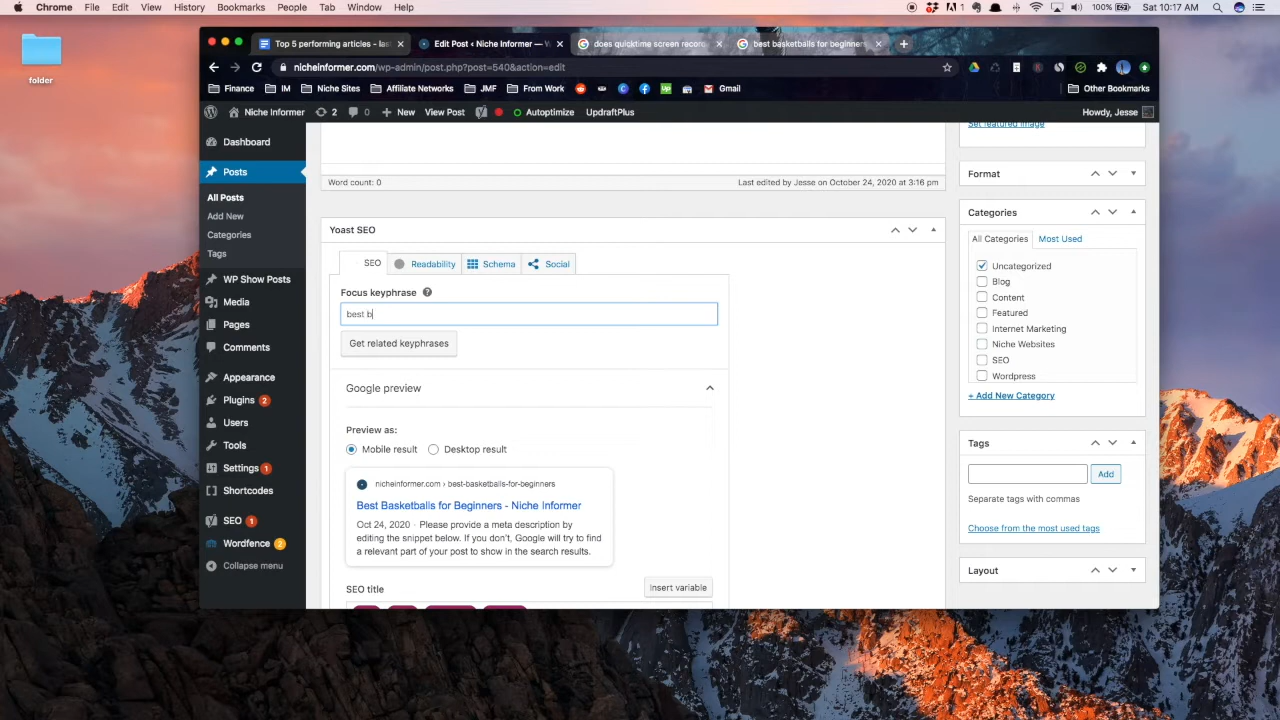 Chrome File Edit View History Bookmarks People Tab Window Help 1 100% Sat 10:17 AM
folder
Top 5 performing articles - las Edit Post ‹ Niche Informer — W does quicktime screen record best basketballs for beginners
nicheinformer.com/wp-admin/post.php?post=540&action=edit
Finance IM Niche Sites Affiliate Networks JMF From Work Gmail Other Bookmarks
Niche Informer 2 0 New View Post Autoptimize UpdraftPlus Howdy, Jesse
Dashboard
Posts
All Posts
Add New
Categories
Tags
WP Show Posts
Media
Pages
Comments
Appearance
Plugins 2
Users
Tools
Settings 1
Shortcodes
SEO 1
Wordfence 2
Collapse menu
Word count: 0 Last edited by Jesse on October 24, 2020 at 3:16 pm
Yoast SEO
SEO Readability Schema Social
Focus keyphrase ?
best b
Get related keyphrases
Google preview
Preview as:
Mobile result Desktop result
nicheinformer.com › best-basketballs-for-beginners
Best Basketballs for Beginners - Niche Informer
Oct 24, 2020 · Please provide a meta description by
editing the snippet below. If you don't, Google will try to find
a relevant part of your post to show in the search results.
SEO title Insert variable
Set featured image
Format
Categories
All Categories Most Used
Uncategorized
Blog
Content
Featured
Internet Marketing
Niche Websites
SEO
Wordpress
+ Add New Category
Tags
Add
Separate tags with commas
Choose from the most used tags
Layout